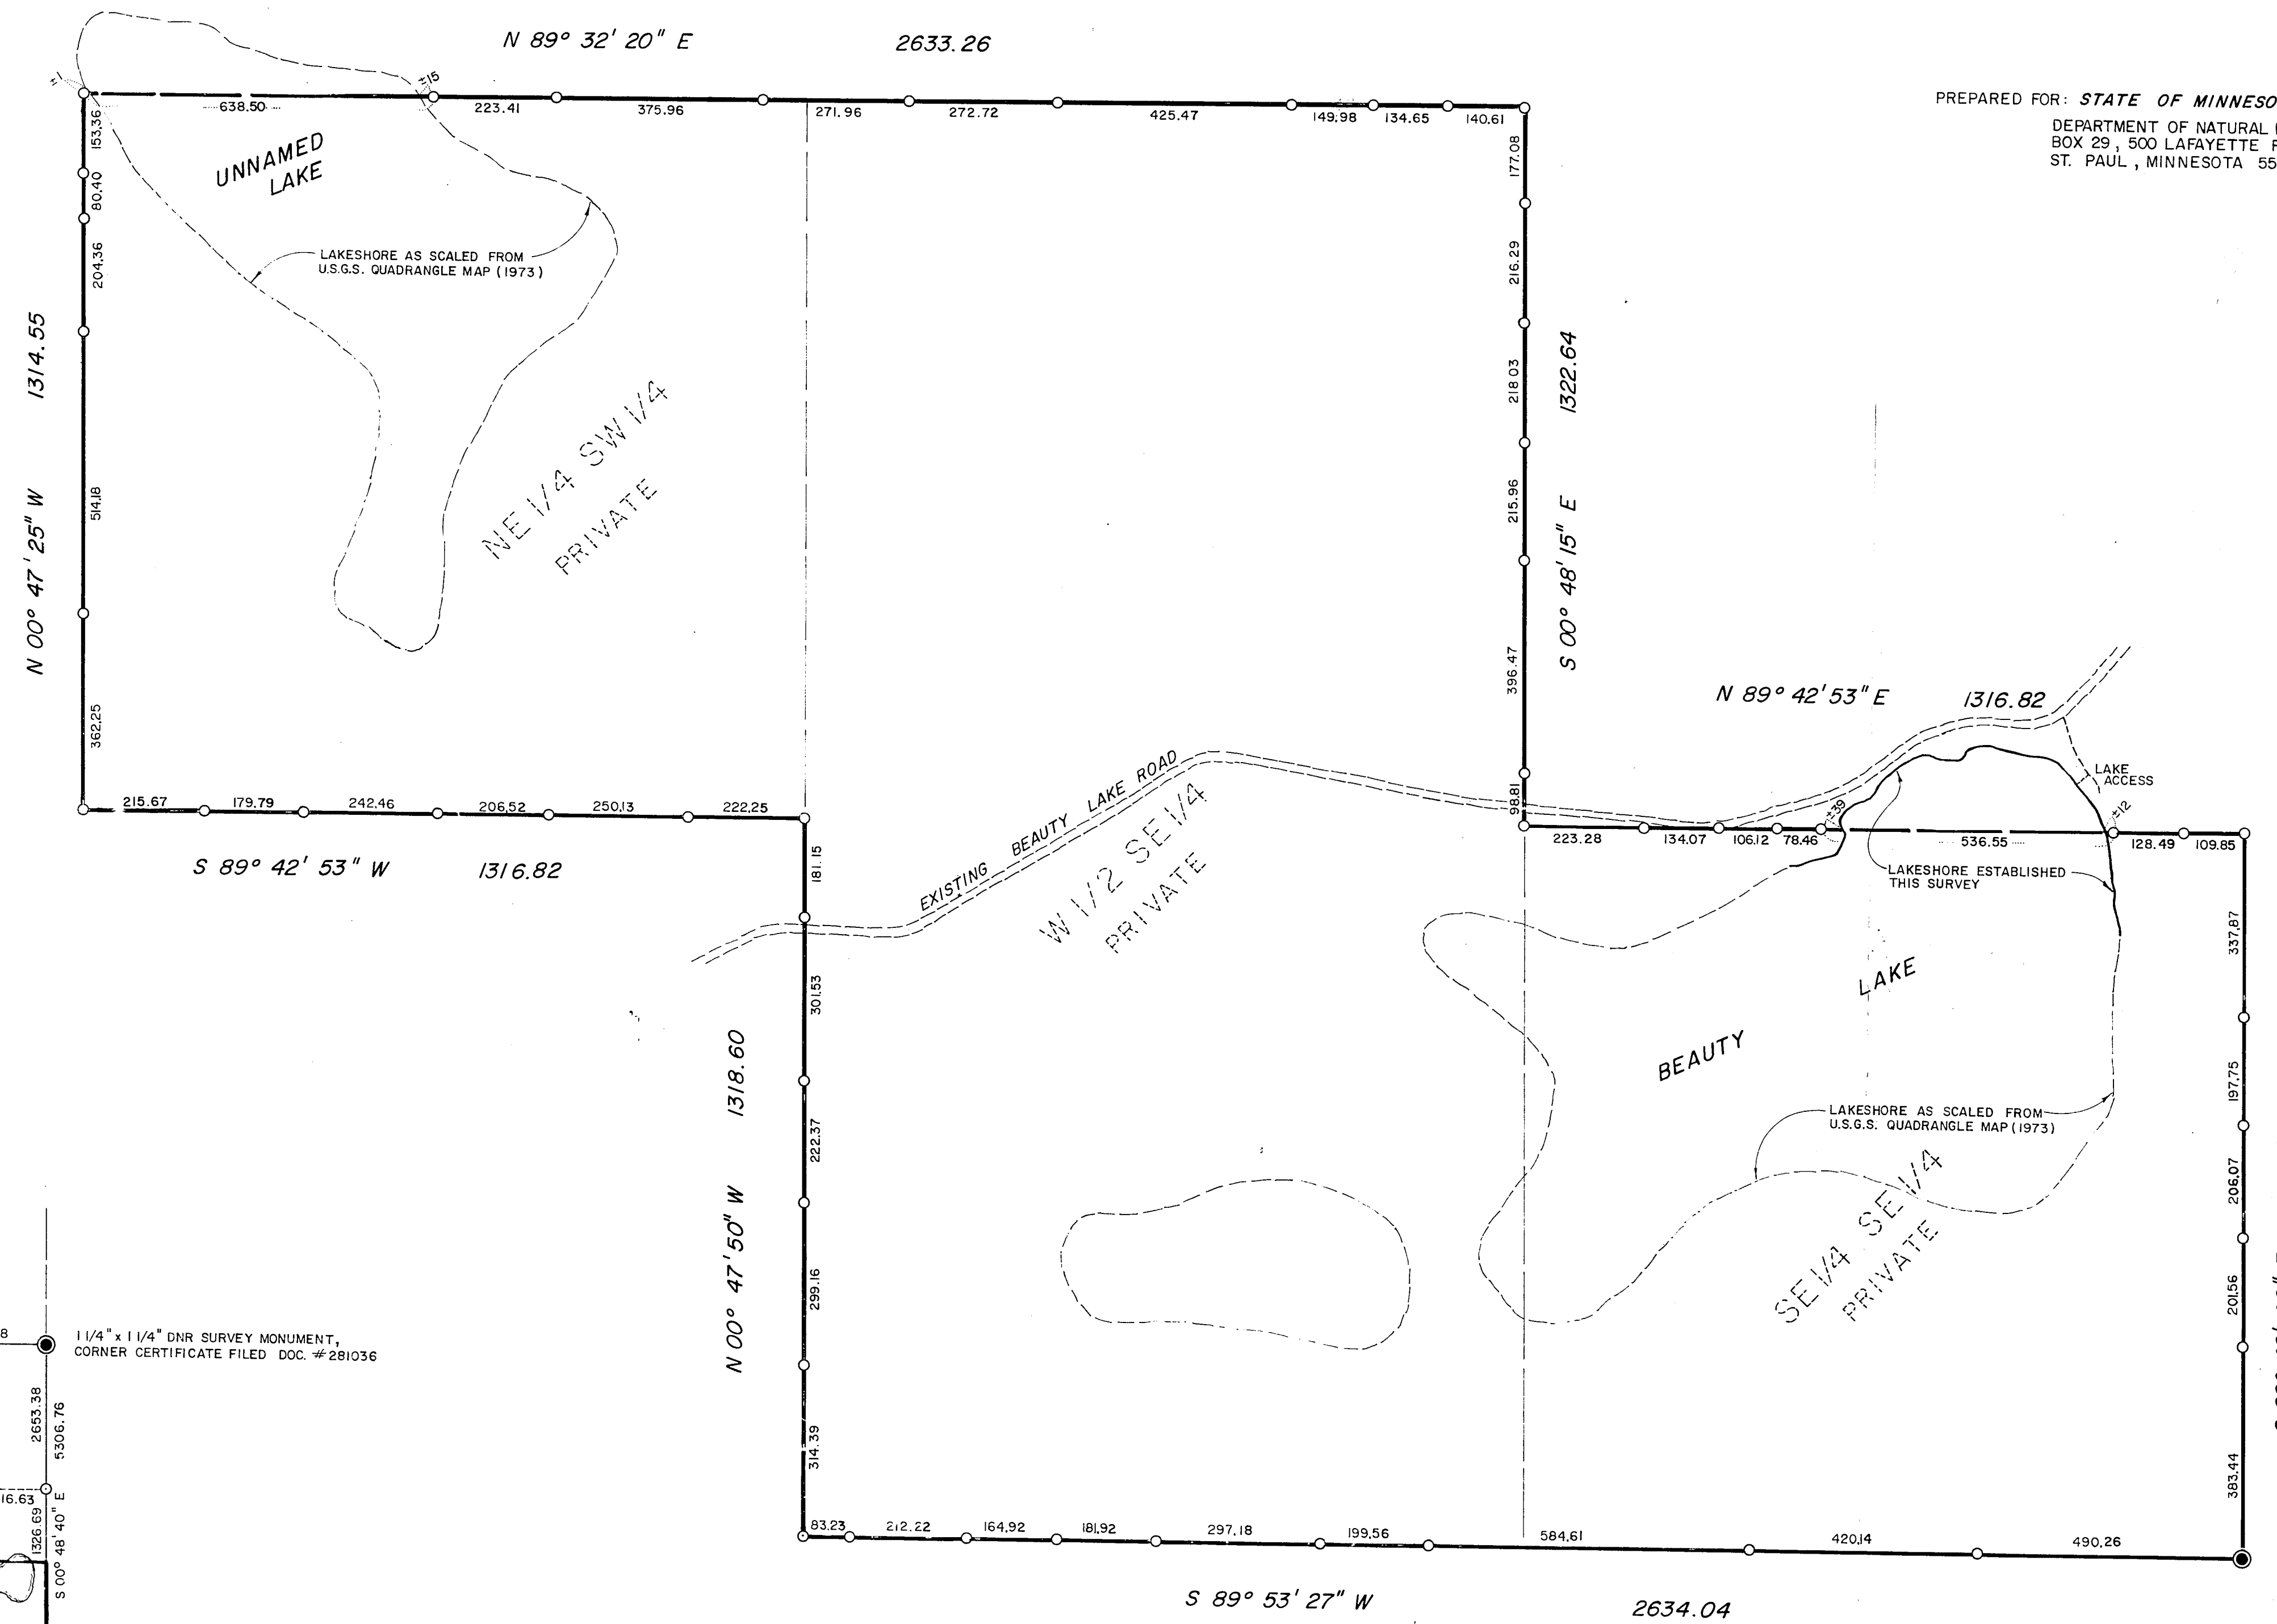 N 89° 32' 20" E 2633.26
±1
±15
638.50 223.41 375.96 271.96 272.72 425.47 149.98 134.65 140.61
PREPARED FOR: STATE OF MINNESO
DEPARTMENT OF NATURAL
BOX 29, 500 LAFAYETTE
ST. PAUL, MINNESOTA 55
153.36
80.40
204.36
514.18
362.25
N 00° 47' 25" W 1314.55
UNNAMED
LAKE
LAKESHORE AS SCALED FROM
U.S.G.S. QUADRANGLE MAP (1973)
NE 1/4 SW 1/4
PRIVATE
177.08
216.29
218.03
215.96
396.47
98.81
S 00° 48' 15" E 1322.64
N 89° 42' 53" E 1316.82
LAKE
ACCESS
±39
±12
223.28 134.07 106.12 78.46 536.55 128.49 109.85
215.67 179.79 242.46 206.52 250.13 222.25
S 89° 42' 53" W 1316.82
EXISTING BEAUTY LAKE ROAD
W 1/2 SE 1/4
PRIVATE
LAKESHORE ESTABLISHED
THIS SURVEY
BEAUTY LAKE
LAKESHORE AS SCALED FROM
U.S.G.S. QUADRANGLE MAP (1973)
SE 1/4 SE 1/4
PRIVATE
181.15
301.53
222.37
299.16
314.39
N 00° 47' 50" W 1318.60
337.87
197.75
206.07
201.56
383.44
8
1 1/4" x 1 1/4" DNR SURVEY MONUMENT,
CORNER CERTIFICATE FILED DOC. #281036
2653.38
5306.76
16.63
1326.69
S 00° 48' 40" E
83.23 212.22 164.92 181.92 297.18 199.56 584.61 420.14 490.26
S 89° 53' 27" W 2634.04